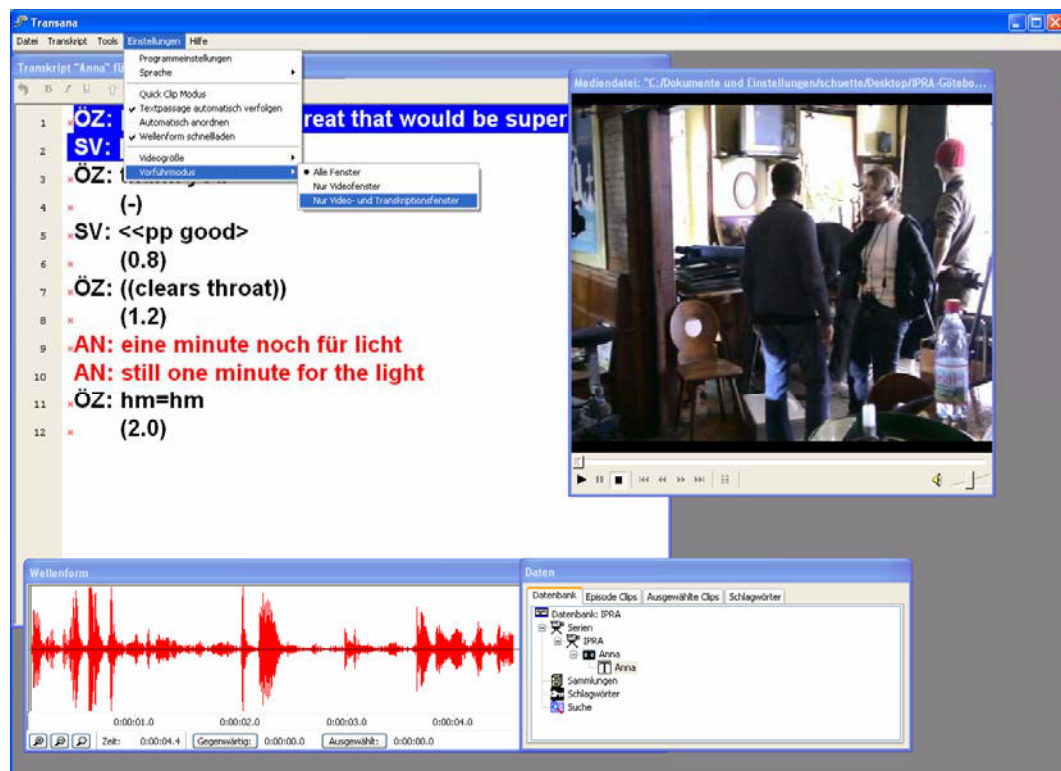 Transana
Datei Transkript Tools Einstellungen Hilfe
Transkript "Anna" fü
Programmeinstellungen
Sprache
Quick Clip Modus
Textpassage automatisch verfolgen
Automatisch anordnen
Wellenform schnellladen
Videogröße
Vorführmodus
Alle Fenster
Nur Videofenster
Nur Video- und Transkriptionsfenster
B I U
1 ÖZ: reat that would be super
2 SV:
3 ÖZ:
4 (-)
5 SV: <<pp good>
6 (0.8)
7 ÖZ: ((clears throat))
8 (1.2)
9 AN: eine minute noch für licht
10 AN: still one minute for the light
11 ÖZ: hm=hm
12 (2.0)
Mediendatei: "C:/Dokumente und Einstellungen/schuette/Desktop/IPRA-Götebo...
Wellenform
0:00:01.0 0:00:02.0 0:00:03.0 0:00:04.0
Zeit: 0:00:04.4 Gegenwärtig: 0:00:00.0 Ausgewählt: 0:00:00.0
Daten
Datenbank Episode Clips Ausgewählte Clips Schlagwörter
Datenbank: IPRA
Serien
IPRA
Anna
Anna
Sammlungen
Schlagwörter
Suche